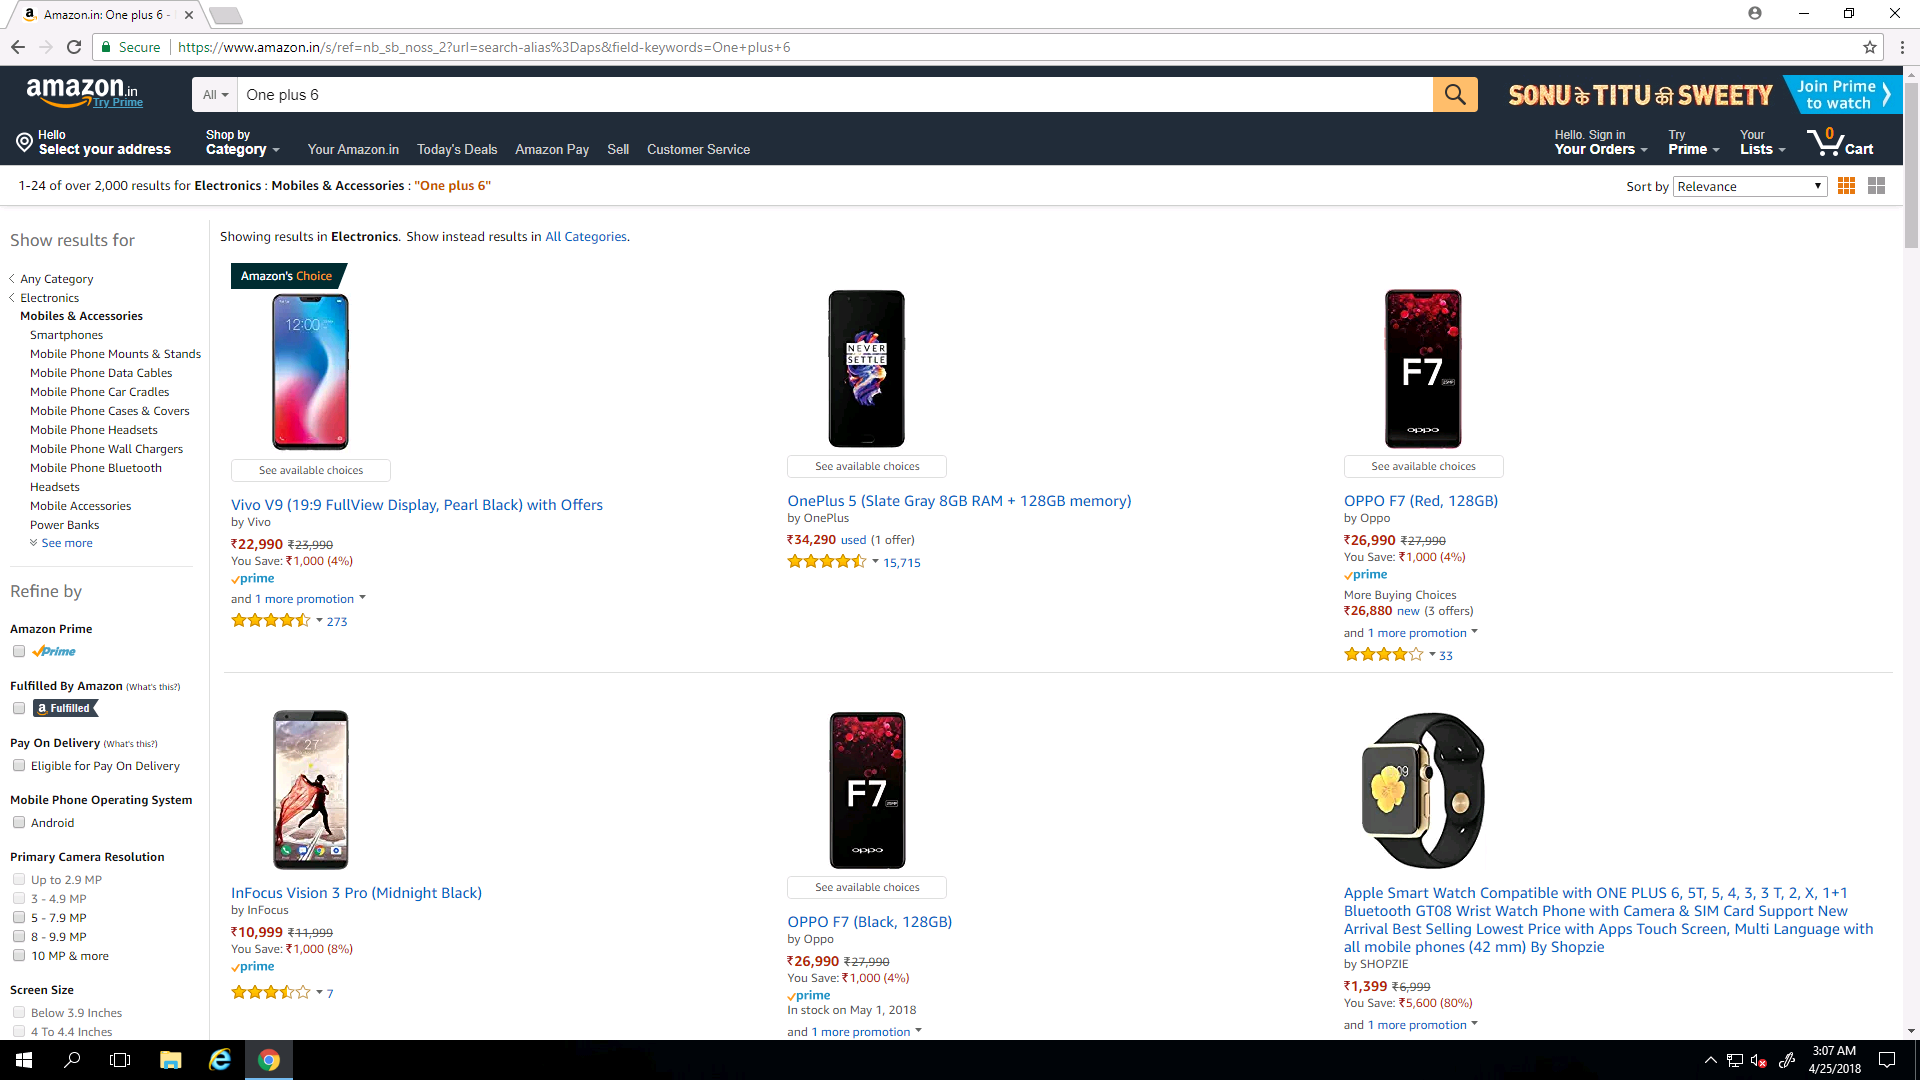 Amazon.in: One plus 6 -
Secure
https://www.amazon.in/s/ref=nb_sb_noss_2?url=search-alias%3Daps&field-keywords=One+plus+6
amazon.in
Try Prime
All
One plus 6
SONU के TITU की SWEETY
Join Prime
to watch
Hello
Select your address
Shop by
Category
Your Amazon.in
Today's Deals
Amazon Pay
Sell
Customer Service
Hello. Sign in
Your Orders
Try
Prime
Your
Lists
0
Cart
1-24 of over 2,000 results for Electronics : Mobiles & Accessories : "One plus 6"
Sort by
Relevance
Show results for
Any Category
Electronics
Mobiles & Accessories
Smartphones
Mobile Phone Mounts & Stands
Mobile Phone Data Cables
Mobile Phone Car Cradles
Mobile Phone Cases & Covers
Mobile Phone Headsets
Mobile Phone Wall Chargers
Mobile Phone Bluetooth
Headsets
Mobile Accessories
Power Banks
See more
Refine by
Amazon Prime
Prime
Fulfilled By Amazon (What's this?)
a Fulfilled
Pay On Delivery (What's this?)
Eligible for Pay On Delivery
Mobile Phone Operating System
Android
Primary Camera Resolution
Up to 2.9 MP
3 - 4.9 MP
5 - 7.9 MP
8 - 9.9 MP
10 MP & more
Screen Size
Below 3.9 Inches
4 To 4.4 Inches
Showing results in Electronics. Show instead results in All Categories.
Amazon's Choice
12:00
See available choices
Vivo V9 (19:9 FullView Display, Pearl Black) with Offers
by Vivo
₹22,990 ₹23,990
You Save: ₹1,000 (4%)
prime
and 1 more promotion
273
NEVER
SETTLE
See available choices
OnePlus 5 (Slate Gray 8GB RAM + 128GB memory)
by OnePlus
₹34,290 used (1 offer)
15,715
F7
oppo
See available choices
OPPO F7 (Red, 128GB)
by Oppo
₹26,990 ₹27,990
You Save: ₹1,000 (4%)
prime
More Buying Choices
₹26,880 new (3 offers)
and 1 more promotion
33
InFocus Vision 3 Pro (Midnight Black)
by InFocus
₹10,999 ₹11,999
You Save: ₹1,000 (8%)
prime
7
F7
oppo
See available choices
OPPO F7 (Black, 128GB)
by Oppo
₹26,990 ₹27,990
You Save: ₹1,000 (4%)
prime
In stock on May 1, 2018
and 1 more promotion
Apple Smart Watch Compatible with ONE PLUS 6, 5T, 5, 4, 3, 3 T, 2, X, 1+1
Bluetooth GT08 Wrist Watch Phone with Camera & SIM Card Support New
Arrival Best Selling Lowest Price with Apps Touch Screen, Multi Language with
all mobile phones (42 mm) By Shopzie
by SHOPZIE
₹1,399 ₹6,999
You Save: ₹5,600 (80%)
and 1 more promotion
3:07 AM
4/25/2018